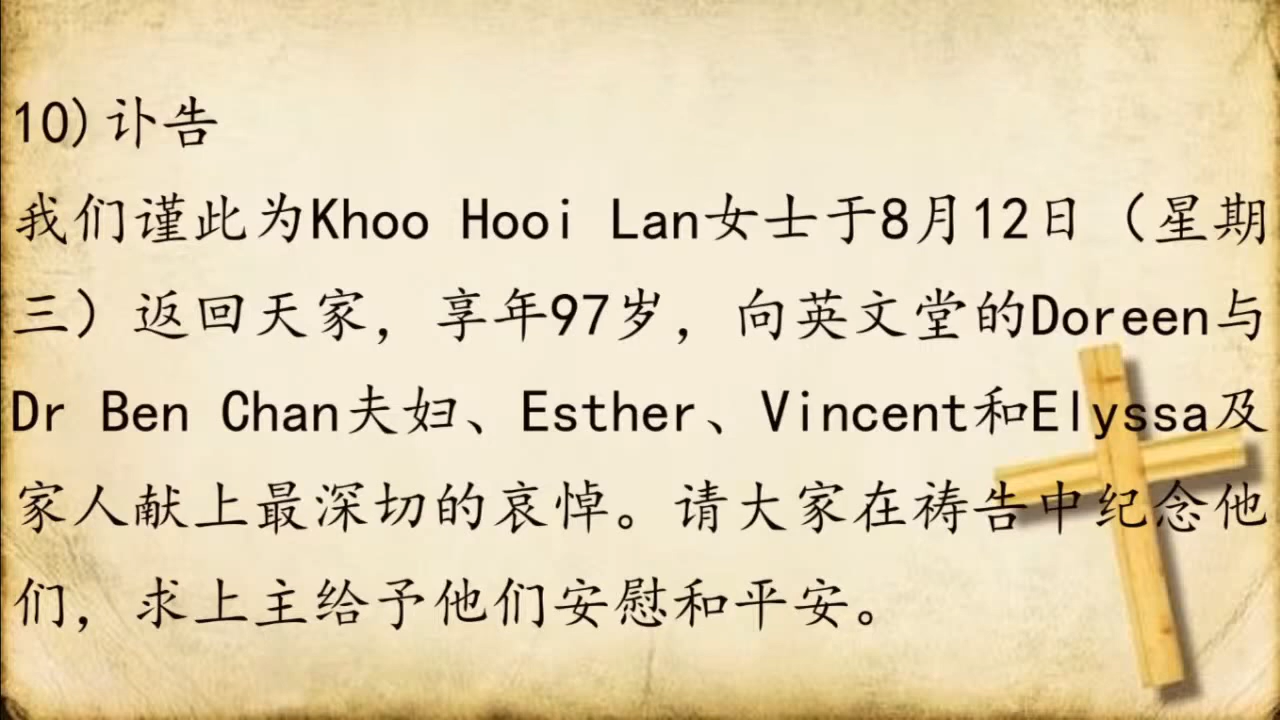 10)讣告
我们谨此为Khoo Hooi Lan女士于8月12日（星期
三）返回天家，享年97岁，向英文堂的Doreen与
Dr Ben Chan夫妇、Esther、Vincent和Elyssa及
家人献上最深切的哀悼。请大家在祷告中纪念他
们，求上主给予他们安慰和平安。